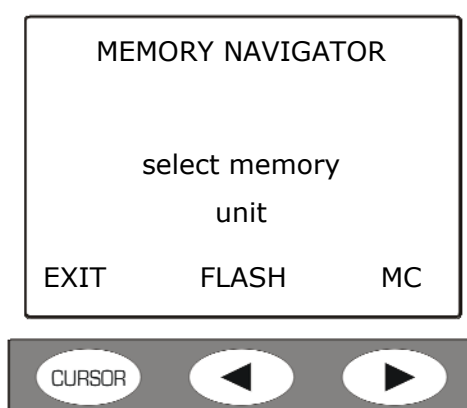 MEMORY NAVIGATOR
select memory
unit
EXIT FLASH MC
CURSOR